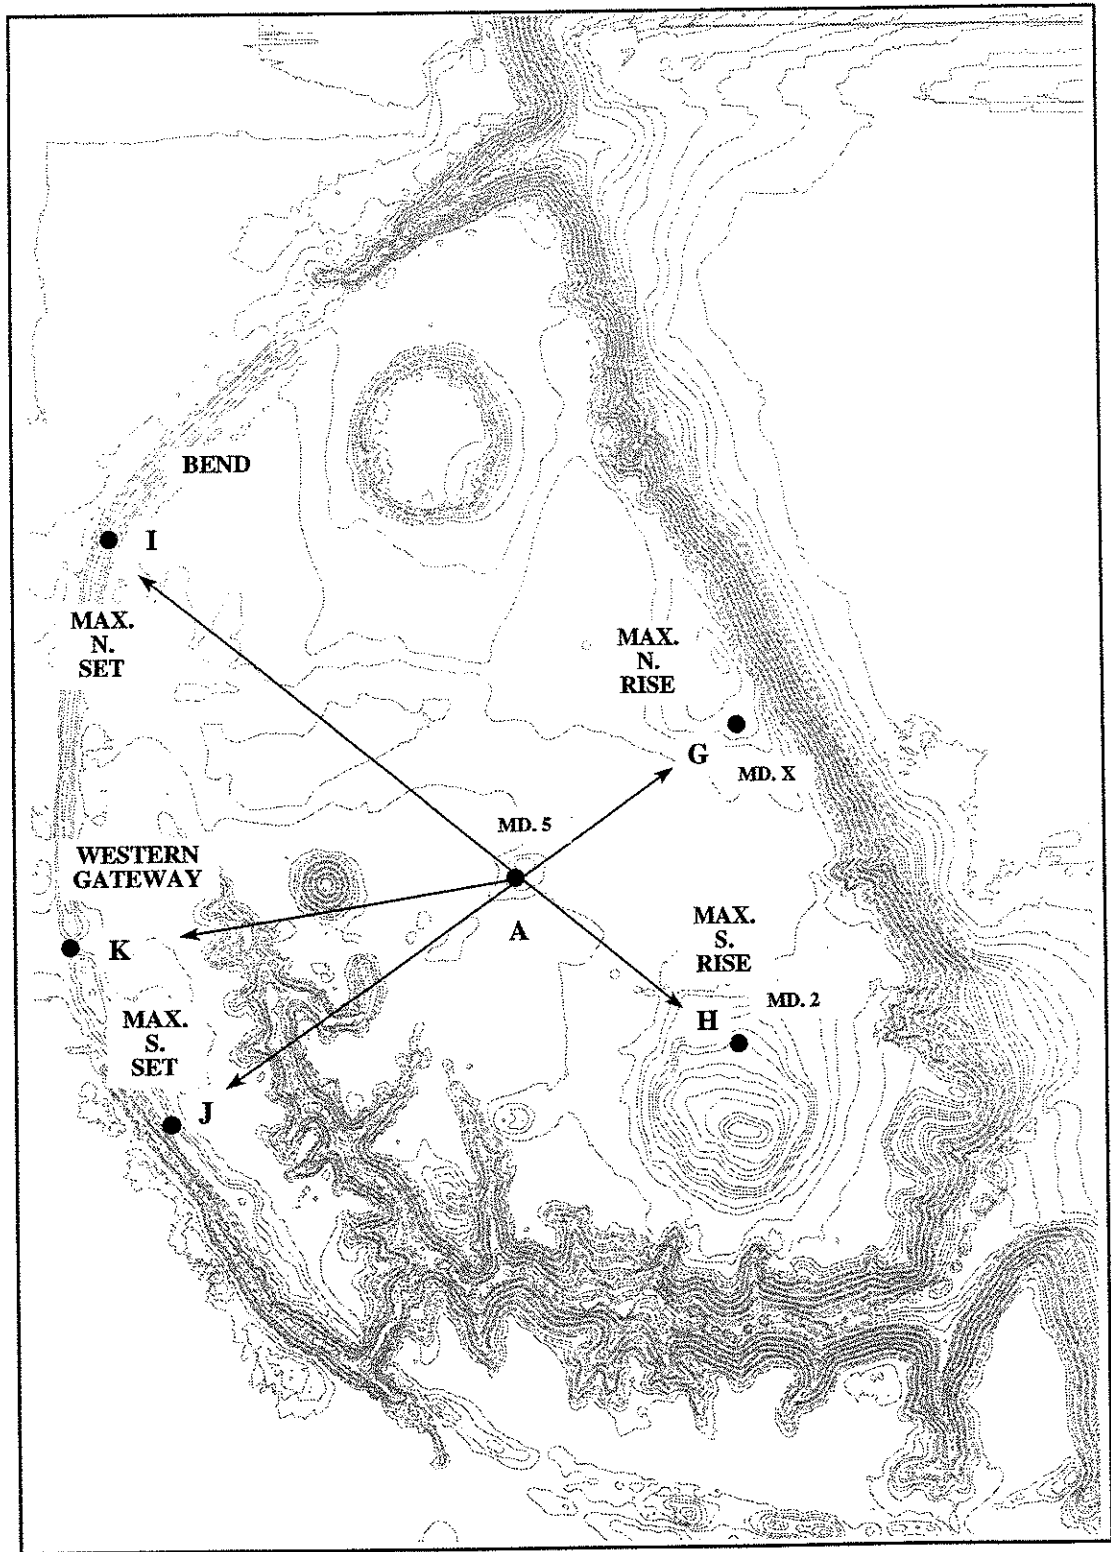 BEND
I
MAX.
N.
SET
MAX.
N.
RISE
G
MD. X
MD. 5
WESTERN
GATEWAY
A
MAX.
S.
RISE
K
MD. 2
H
MAX.
S.
SET
J